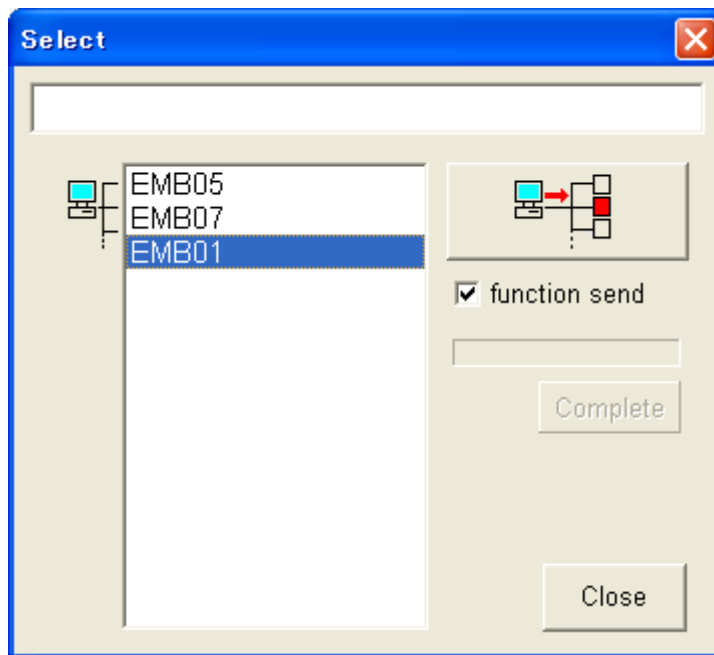 Select
EMB05
EMB07
EMB01
function send
Complete
Close